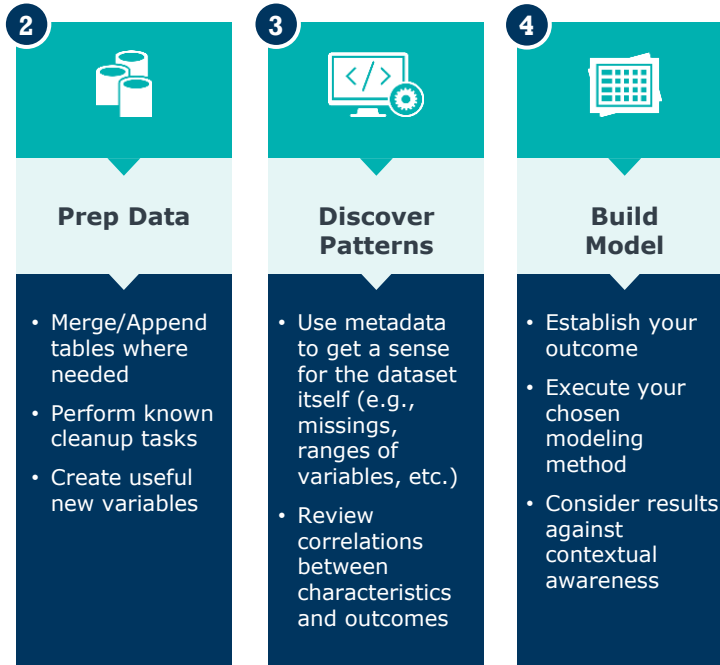 2
Prep Data
• Merge/Append
tables where
needed
• Perform known
cleanup tasks
• Create useful
new variables
3
</>
Discover
Patterns
• Use metadata
to get a sense
for the dataset
itself (e.g.,
missings,
ranges of
variables, etc.)
• Review
correlations
between
characteristics
and outcomes
4
Build
Model
• Establish your
outcome
• Execute your
chosen
modeling
method
• Consider results
against
contextual
awareness